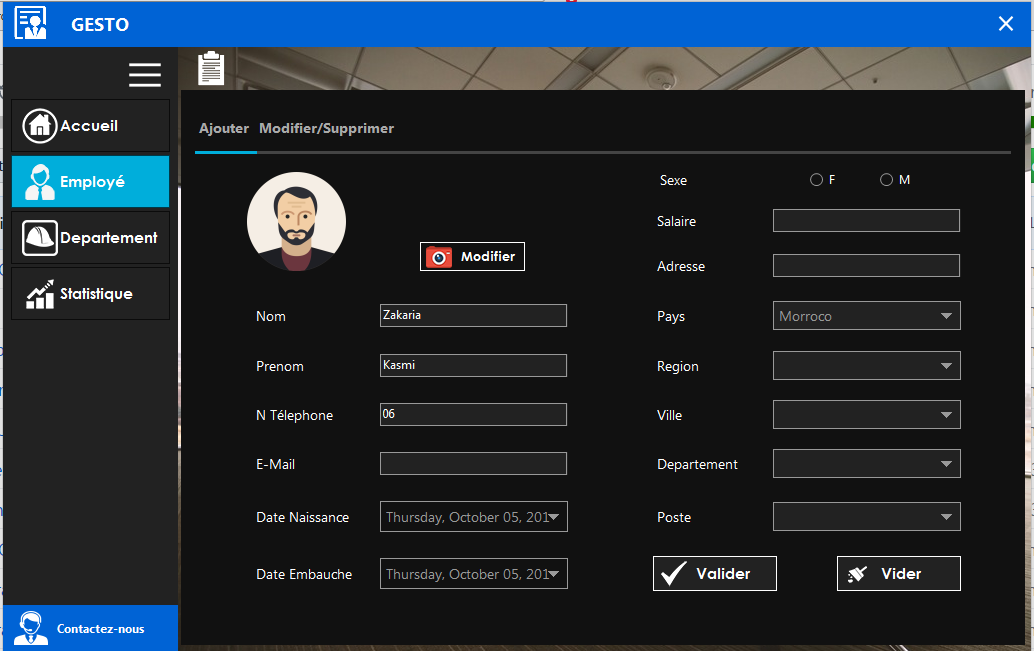 GESTO
Accueil
Employé
Departement
Statistique
Contactez-nous
Ajouter Modifier/Supprimer
Modifier
Nom Zakaria
Prenom Kasmi
N Télephone 06
E-Mail
Date Naissance Thursday, October 05, 201
Date Embauche Thursday, October 05, 201
Sexe F M
Salaire
Adresse
Pays Morroco
Region
Ville
Departement
Poste
Valider Vider